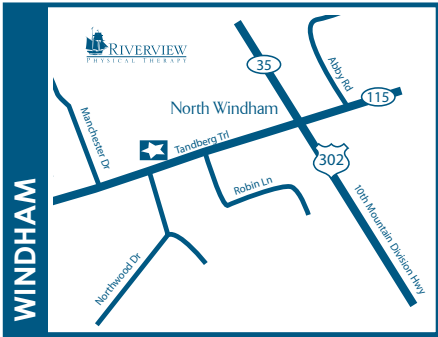 RIVERVIEW
PHYSICAL THERAPY
35
Abby Rd
115
North Windham
Manchester Dr
Tandberg Trl
302
Robin Ln
10th Mountain Division Hwy
Northwood Dr
WINDHAM